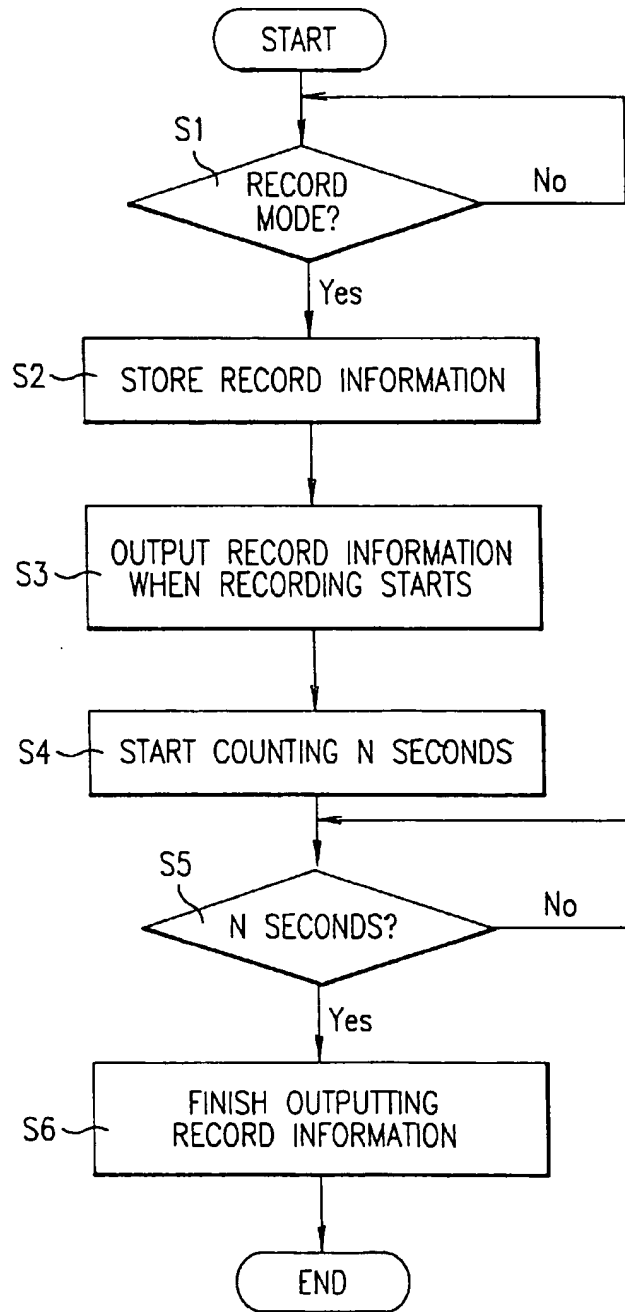 START
S1
RECORD
MODE?
No
Yes
S2
STORE RECORD INFORMATION
S3
OUTPUT RECORD INFORMATION
WHEN RECORDING STARTS
S4
START COUNTING N SECONDS
S5
N SECONDS?
No
Yes
S6
FINISH OUTPUTTING
RECORD INFORMATION
END